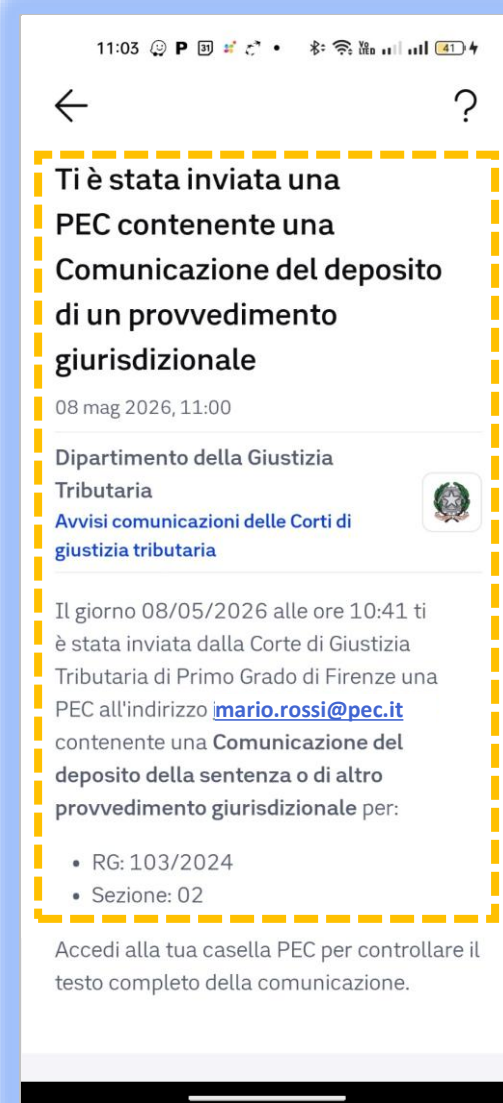 11:03
Ti è stata inviata una
PEC contenente una
Comunicazione del deposito
di un provvedimento
giurisdizionale
08 mag 2026, 11:00
Dipartimento della Giustizia
Tributaria
Avvisi comunicazioni delle Corti di
giustizia tributaria
Il giorno 08/05/2026 alle ore 10:41 ti
è stata inviata dalla Corte di Giustizia
Tributaria di Primo Grado di Firenze una
PEC all'indirizzo mario.rossi@pec.it
contenente una Comunicazione del
deposito della sentenza o di altro
provvedimento giurisdizionale per:
• RG: 103/2024
• Sezione: 02
Accedi alla tua casella PEC per controllare il
testo completo della comunicazione.